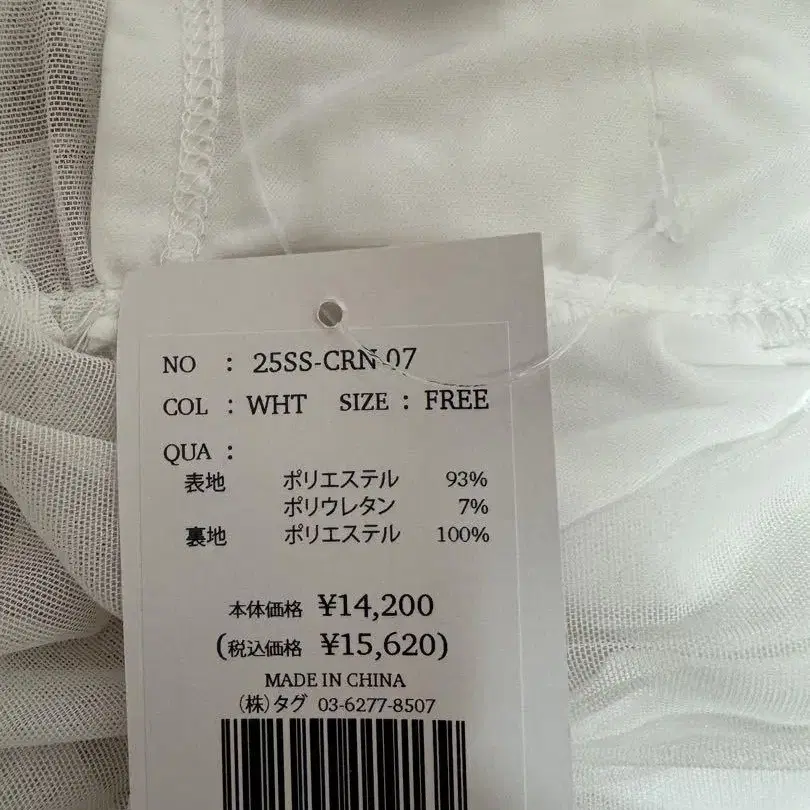 NO : 25SS-CRN-07
COL : WHT SIZE : FREE
QUA :
表地 ポリエステル 93%
ポリウレタン 7%
裏地 ポリエステル 100%
本体価格 ¥14,200
(税込価格 ¥15,620)
MADE IN CHINA
(株)タグ 03-6277-8507